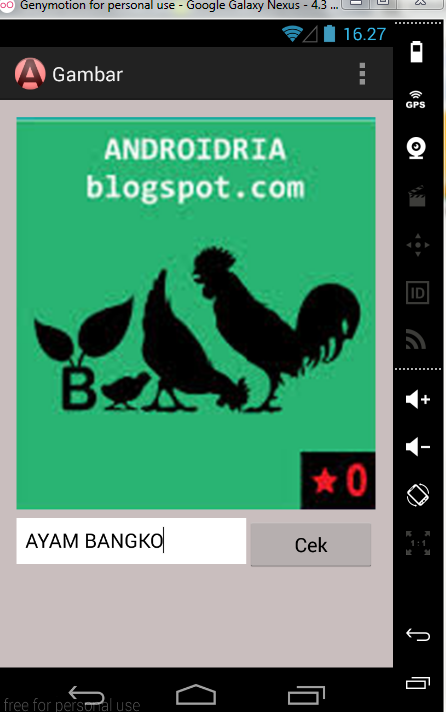 Genymotion for personal use - Google Galaxy Nexus - 4.3 ...
16.27
A Gambar
GPS
ANDROIDRIA
blogspot.com
ID
B
★0
+
-
AYAM BANGKO
Cek
1:1
free for personal use